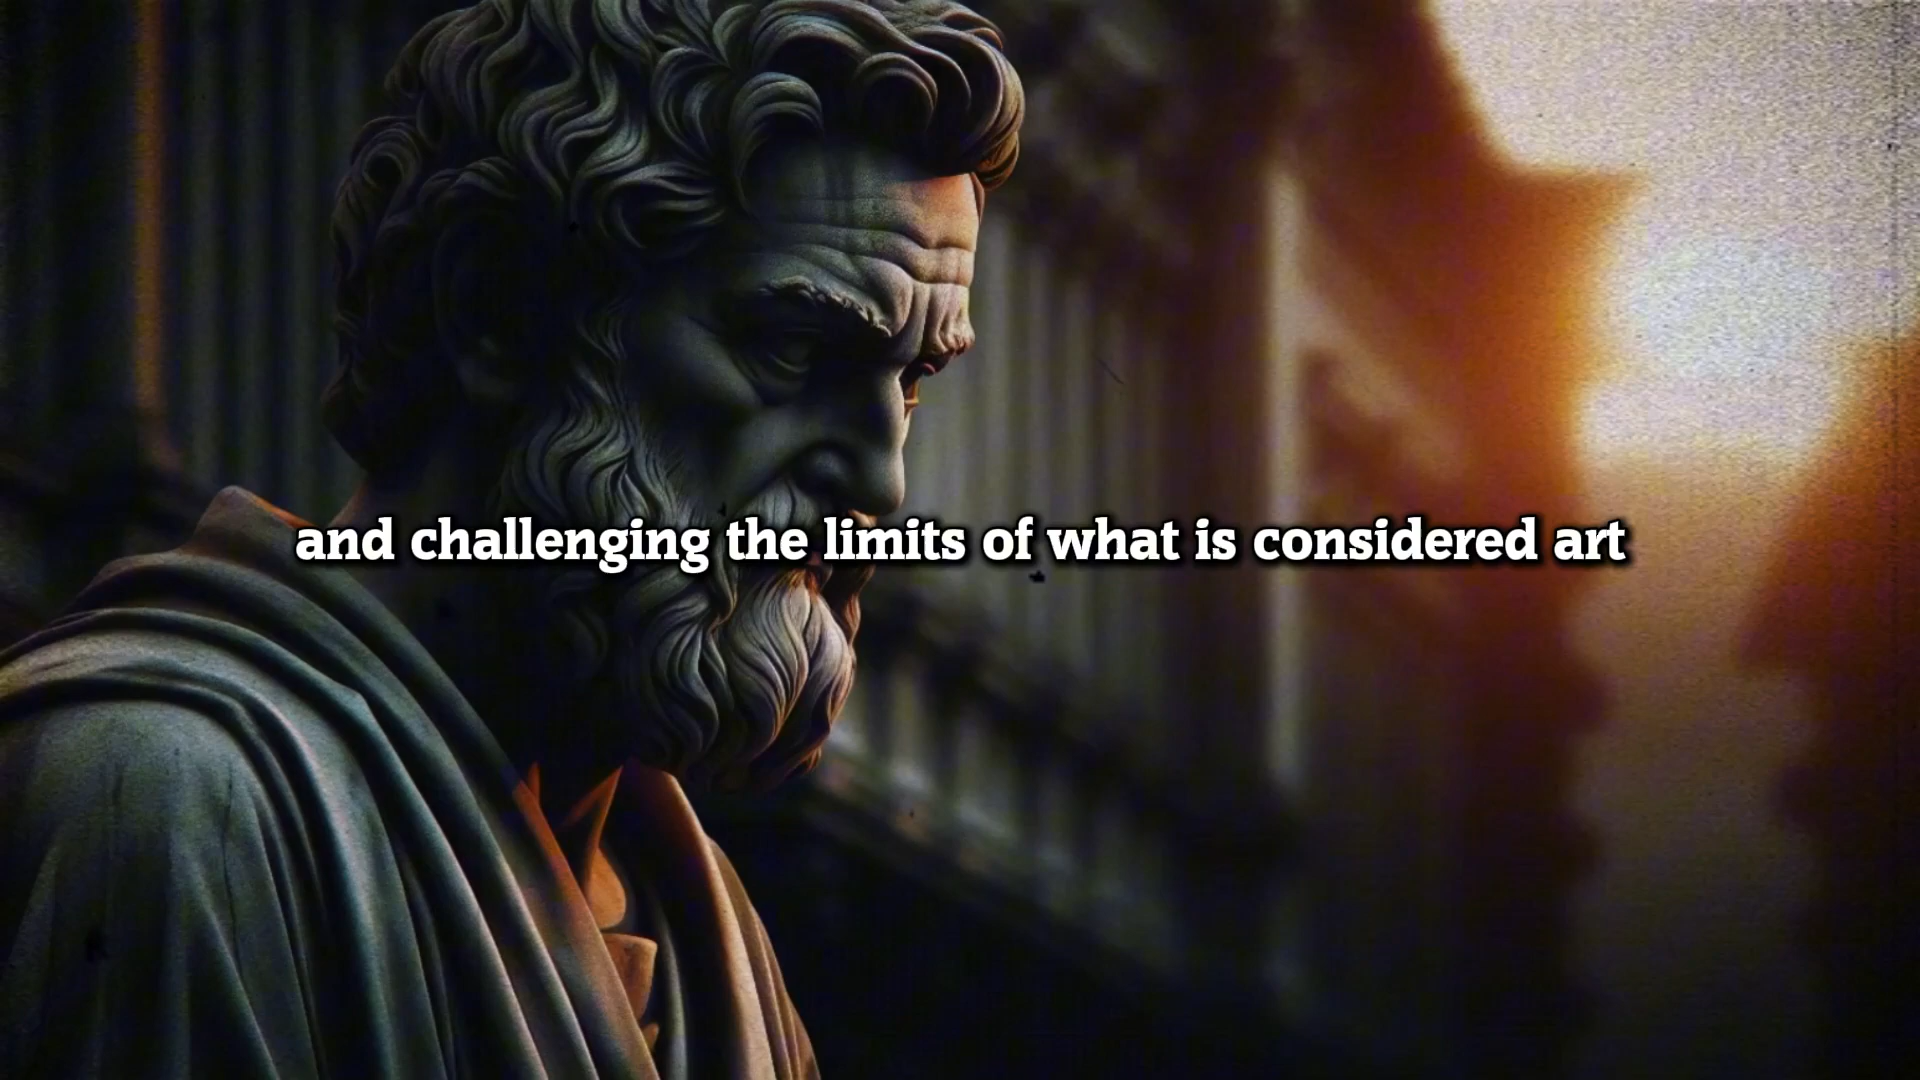 and challenging the limits of what is considered art